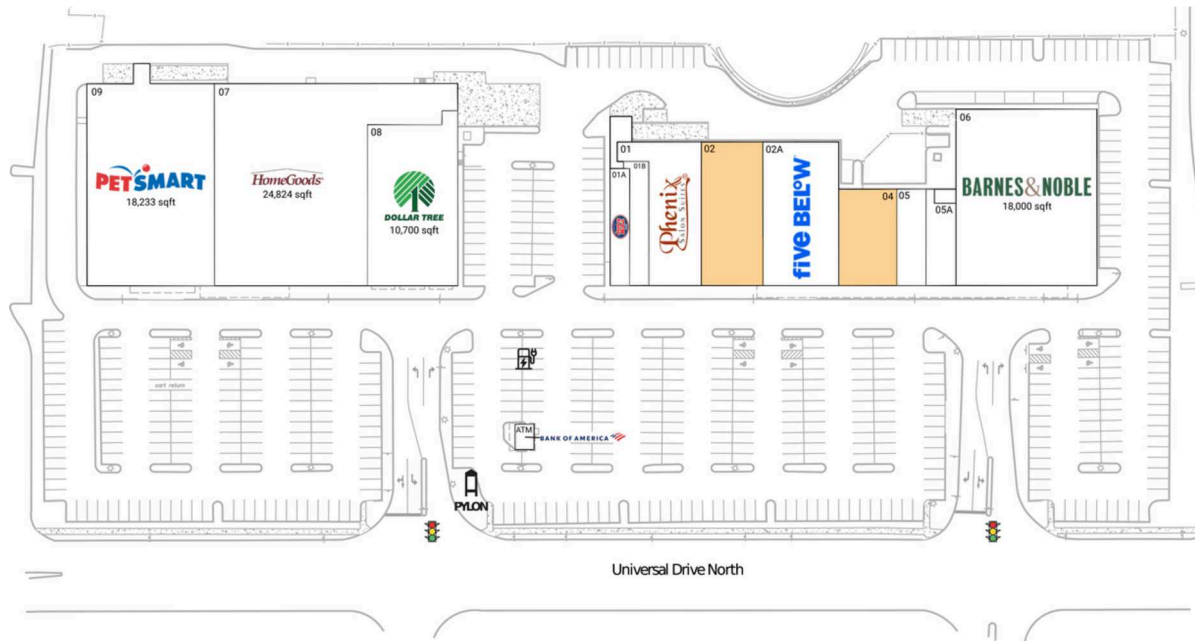 09
07
PETSMART
18,233 sqft
HomeGoods
24,824 sqft
08
DOLLAR TREE
10,700 sqft
01
01A
01B
Phenix
Salon Suites
02
02A
five BELOW
04
05
05A
06
BARNES&NOBLE
18,000 sqft
cart return
ATM
BANK OF AMERICA
PYLON
Universal Drive North